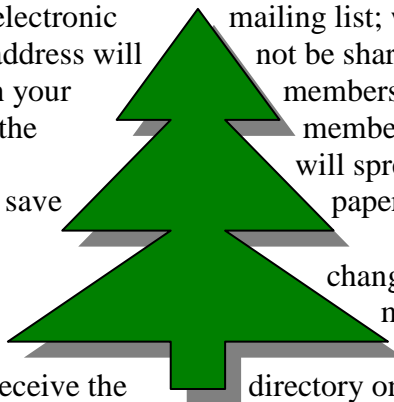 electronic mailing list; 
address will not be shar
your members
the membe
will spre
save paper
chang
eceive the directory or